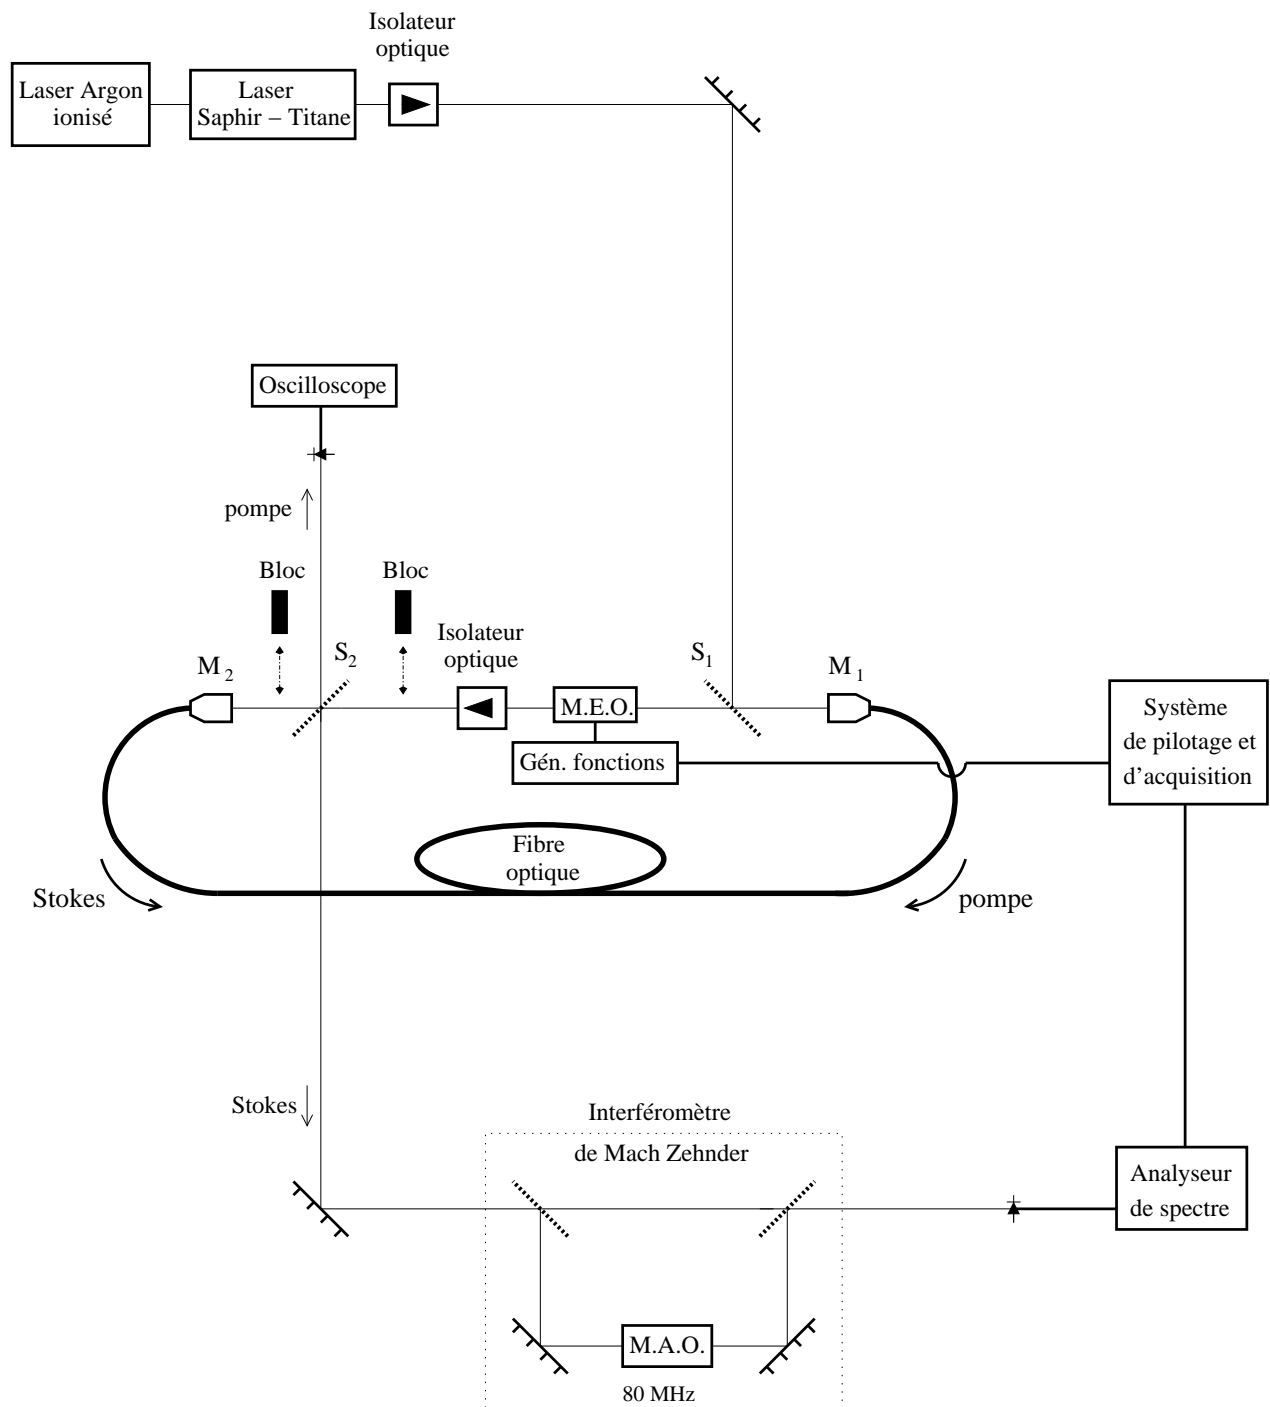 Isolateur
optique
Laser Argon
ionisé
Laser
Saphir – Titane
Oscilloscope
pompe
Bloc
Bloc
Isolateur
optique
M 2
S2
S1
M 1
M.E.O.
Gén. fonctions
Système
de pilotage et
d'acquisition
Fibre
optique
Stokes
pompe
Stokes
Interféromètre
de Mach Zehnder
Analyseur
de spectre
M.A.O.
80 MHz